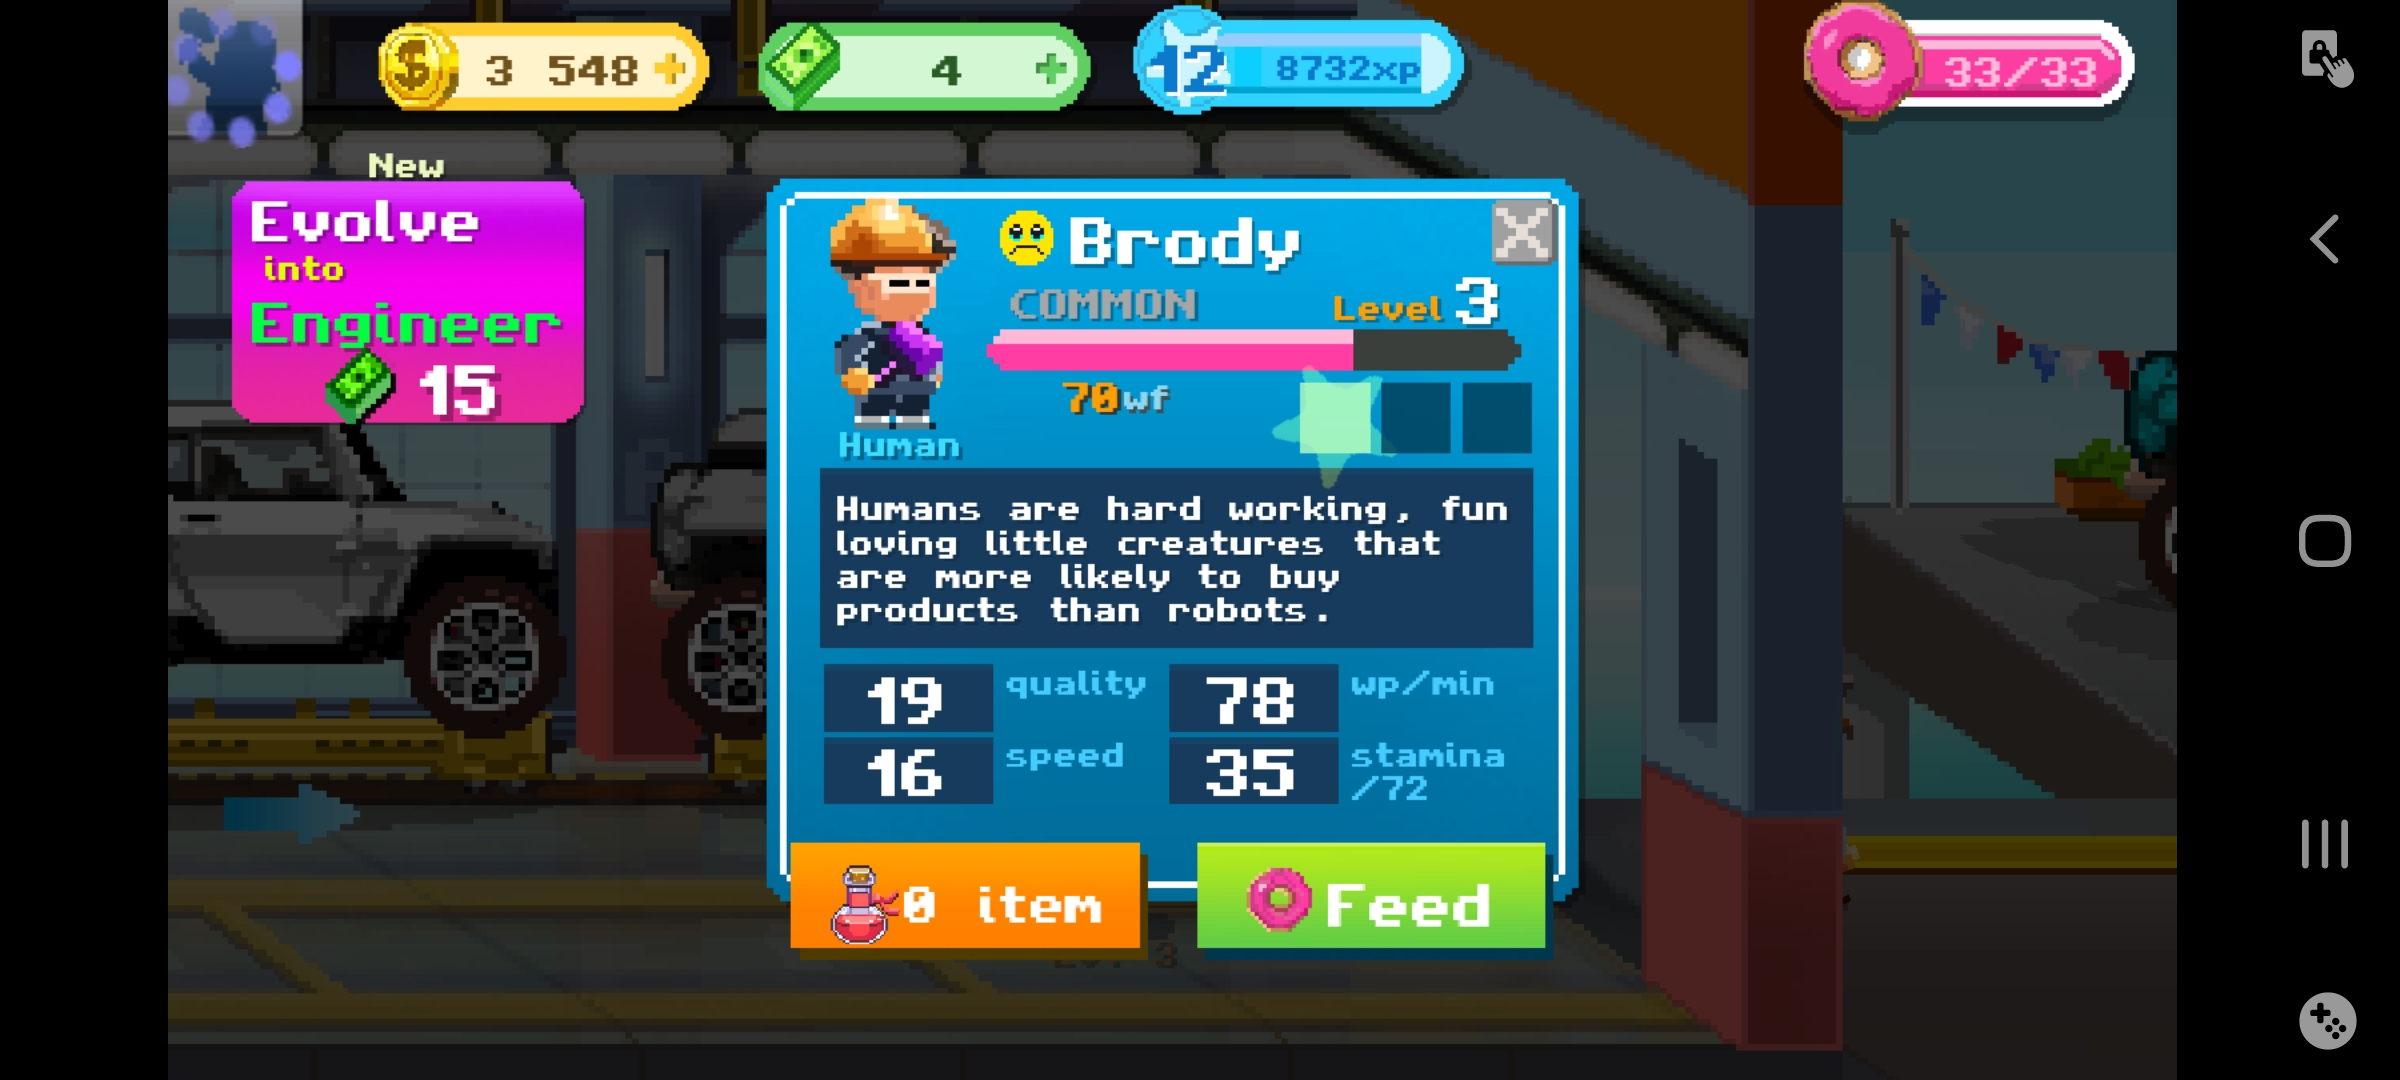 3 548 +
4 +
12 8732xp
33/33
New
Evolve
into
Engineer
15
Brody
COMMON
Level 3
70wf
Human
Humans are hard working, fun
loving little creatures that
are more likely to buy
products than robots.
19 quality
78 wp/min
16 speed
35 stamina
/72
0 item
Feed